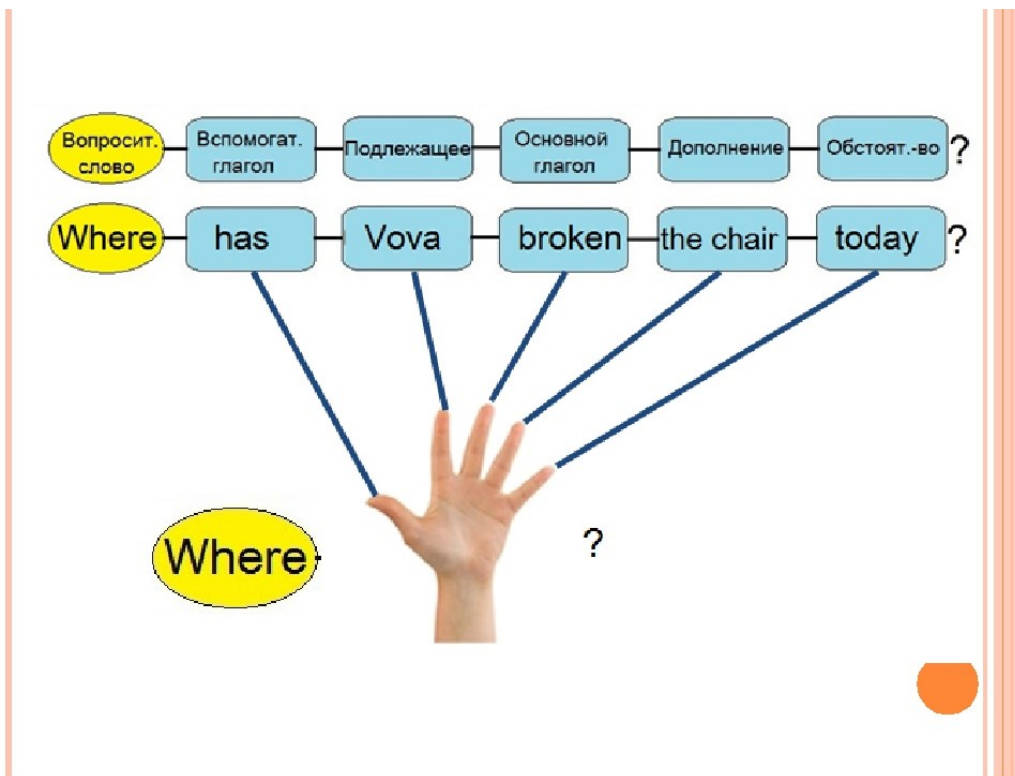 Вопросит. слово Вспомогат. глагол Подлежащее Основной глагол Дополнение Обстоят.-во ?
Where has Vova broken the chair today ?
Where ?